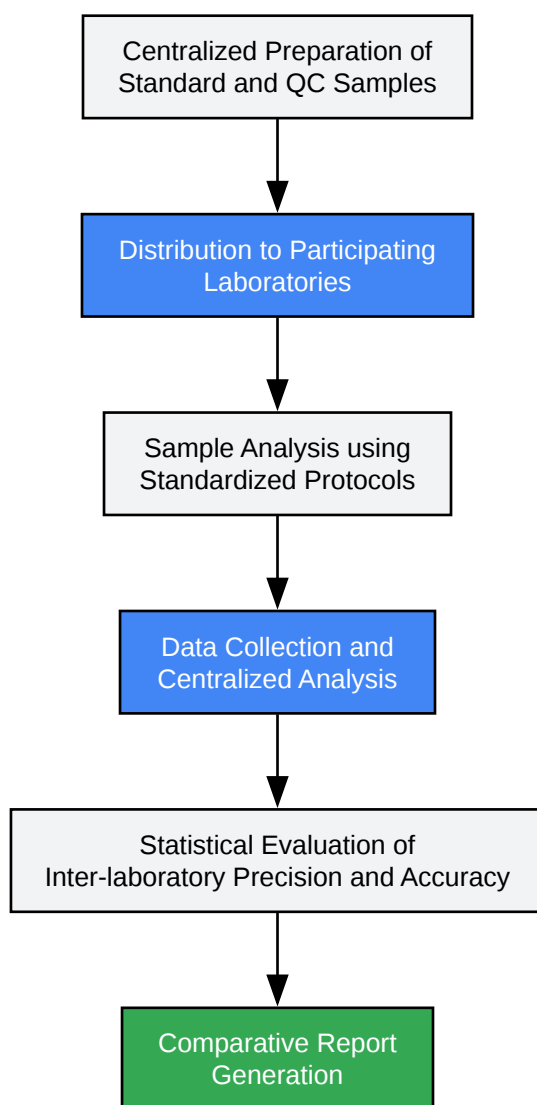 Centralized Preparation of
Standard and QC Samples
Distribution to Participating
Laboratories
Sample Analysis using
Standardized Protocols
Data Collection and
Centralized Analysis
Statistical Evaluation of
Inter-laboratory Precision and Accuracy
Comparative Report
Generation